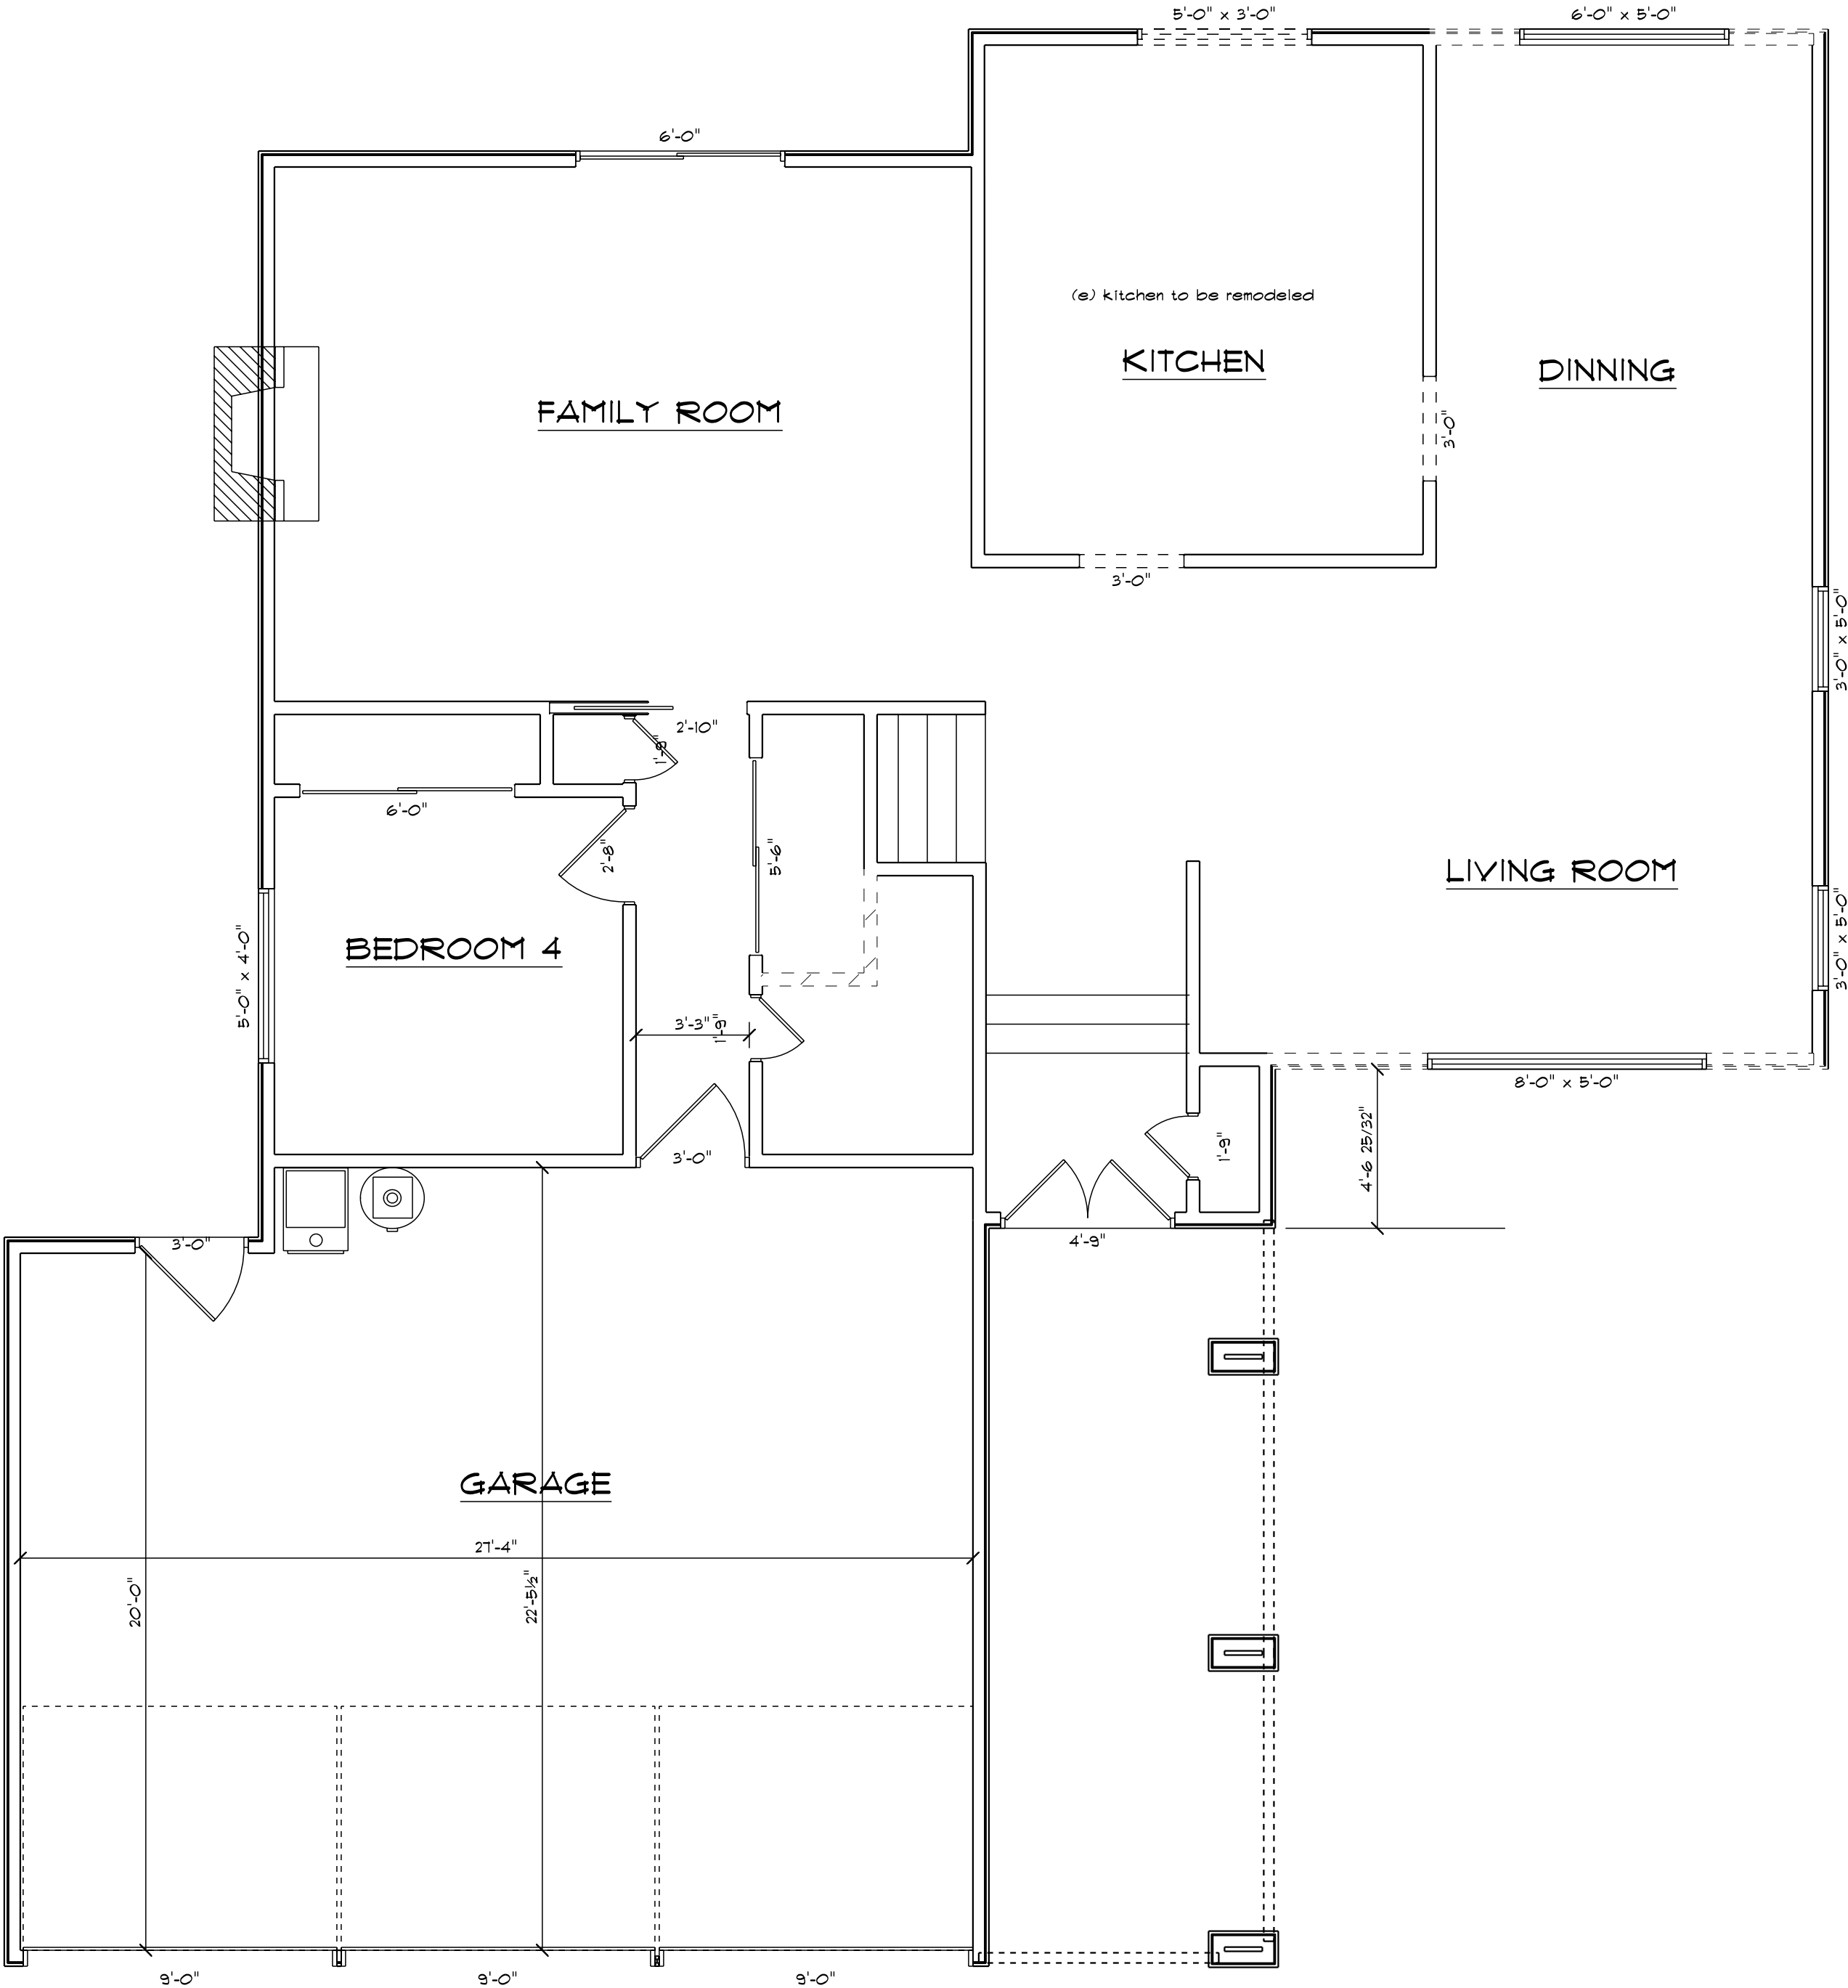 5'-0" x 3'-0"
6'-0" x 5'-0"
6'-0"
(e) kitchen to be remodeled
KITCHEN
DINNING
FAMILY ROOM
3'-0"
3'-0"
3'-0" x 5'-0"
2'-10"
1'-9"
6'-0"
2'-8"
5'-6"
LIVING ROOM
BEDROOM 4
5'-0" x 4'-0"
3'-0" x 5'-0"
3'-3"
1'-9"
8'-0" x 5'-0"
4'-6 25/32"
1'-9"
3'-0"
3'-0"
4'-9"
GARAGE
27'-4"
20'-0"
22'-5½"
9'-0"
9'-0"
9'-0"